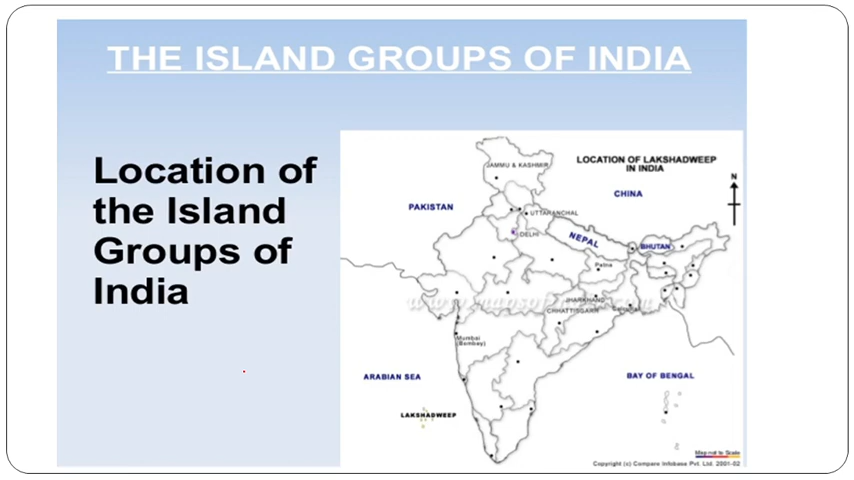 THE ISLAND GROUPS OF INDIA
Location of
the Island
Groups of
India
LOCATION OF LAKSHADWEEP
IN INDIA
JAMMU & KASHMIR
N
CHINA
PAKISTAN
UTTARANCHAL
DELHI
NEPAL
BHUTAN
Patna
JHARKHAND
CHHATTISGARH
Mumbai
(Bombay)
ARABIAN SEA
BAY OF BENGAL
LAKSHADWEEP
Map not to Scale
Copyright (c) Compare Infobase Pvt. Ltd. 2001-02